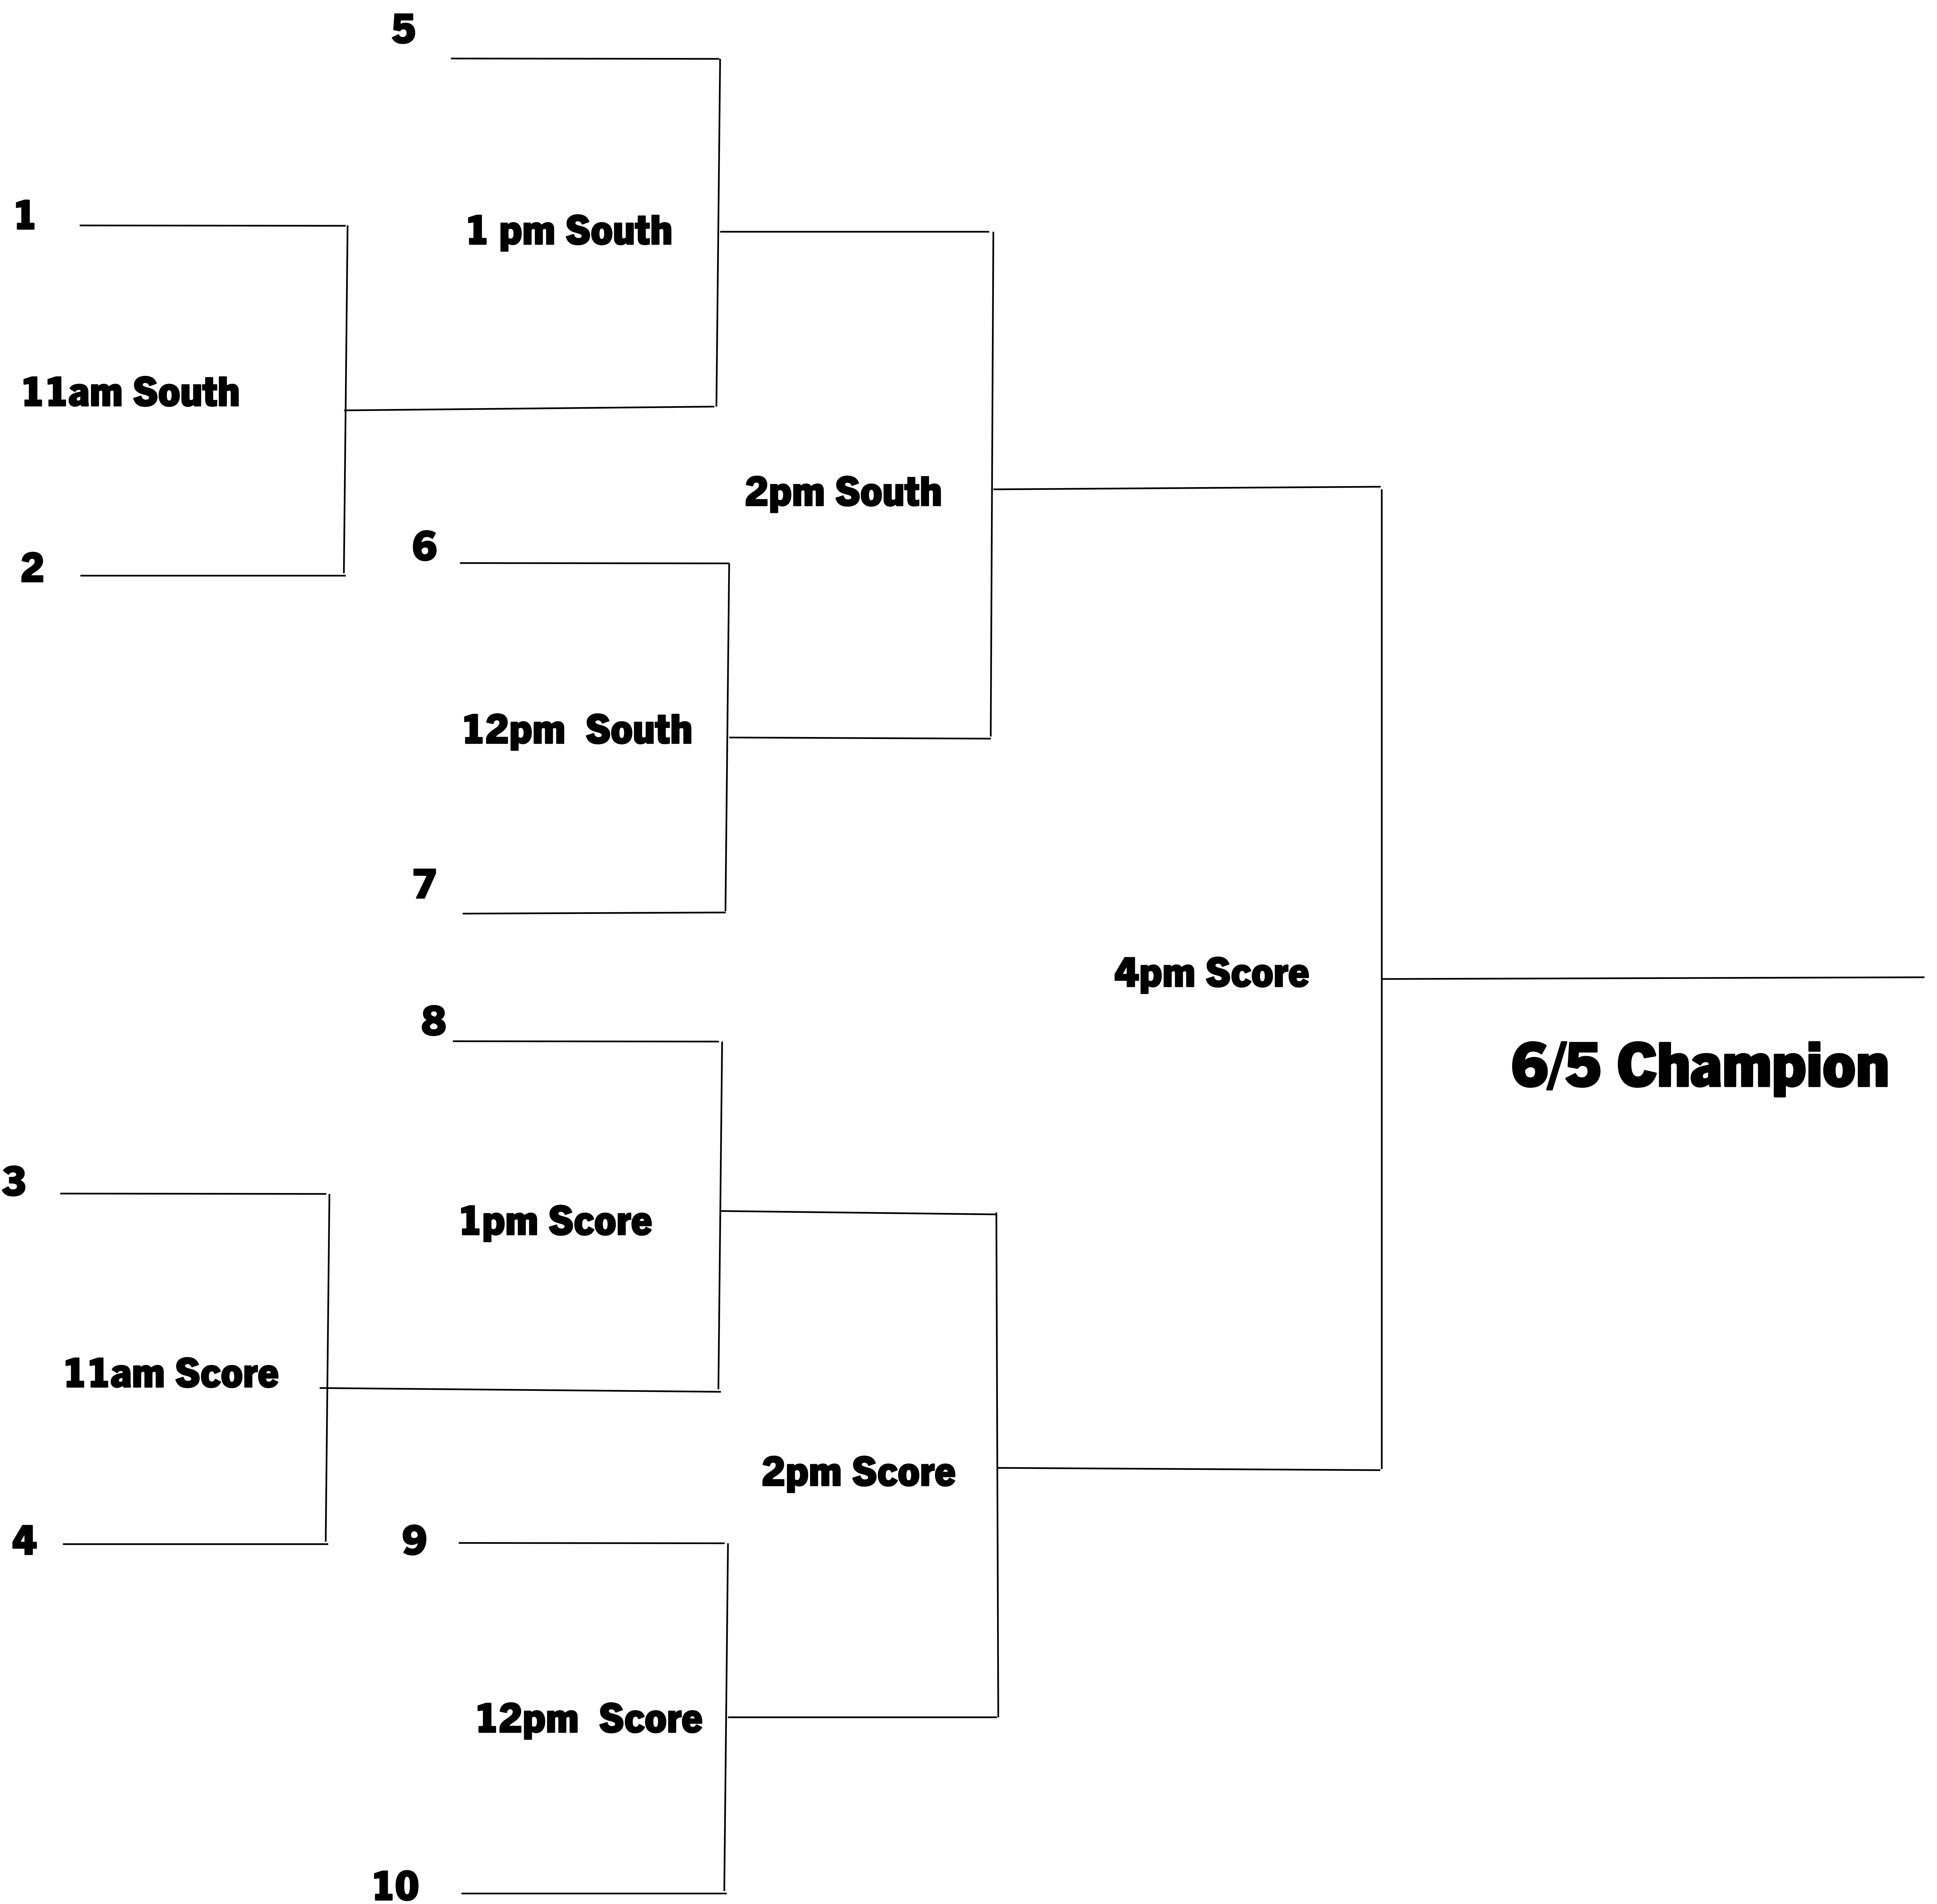 5
1
1 pm South
11am South
2pm South
6
2
12pm  South
7
4pm Score
8
6/5 Champion
3
1pm Score
11am Score
2pm Score
9
4
12pm  Score
10